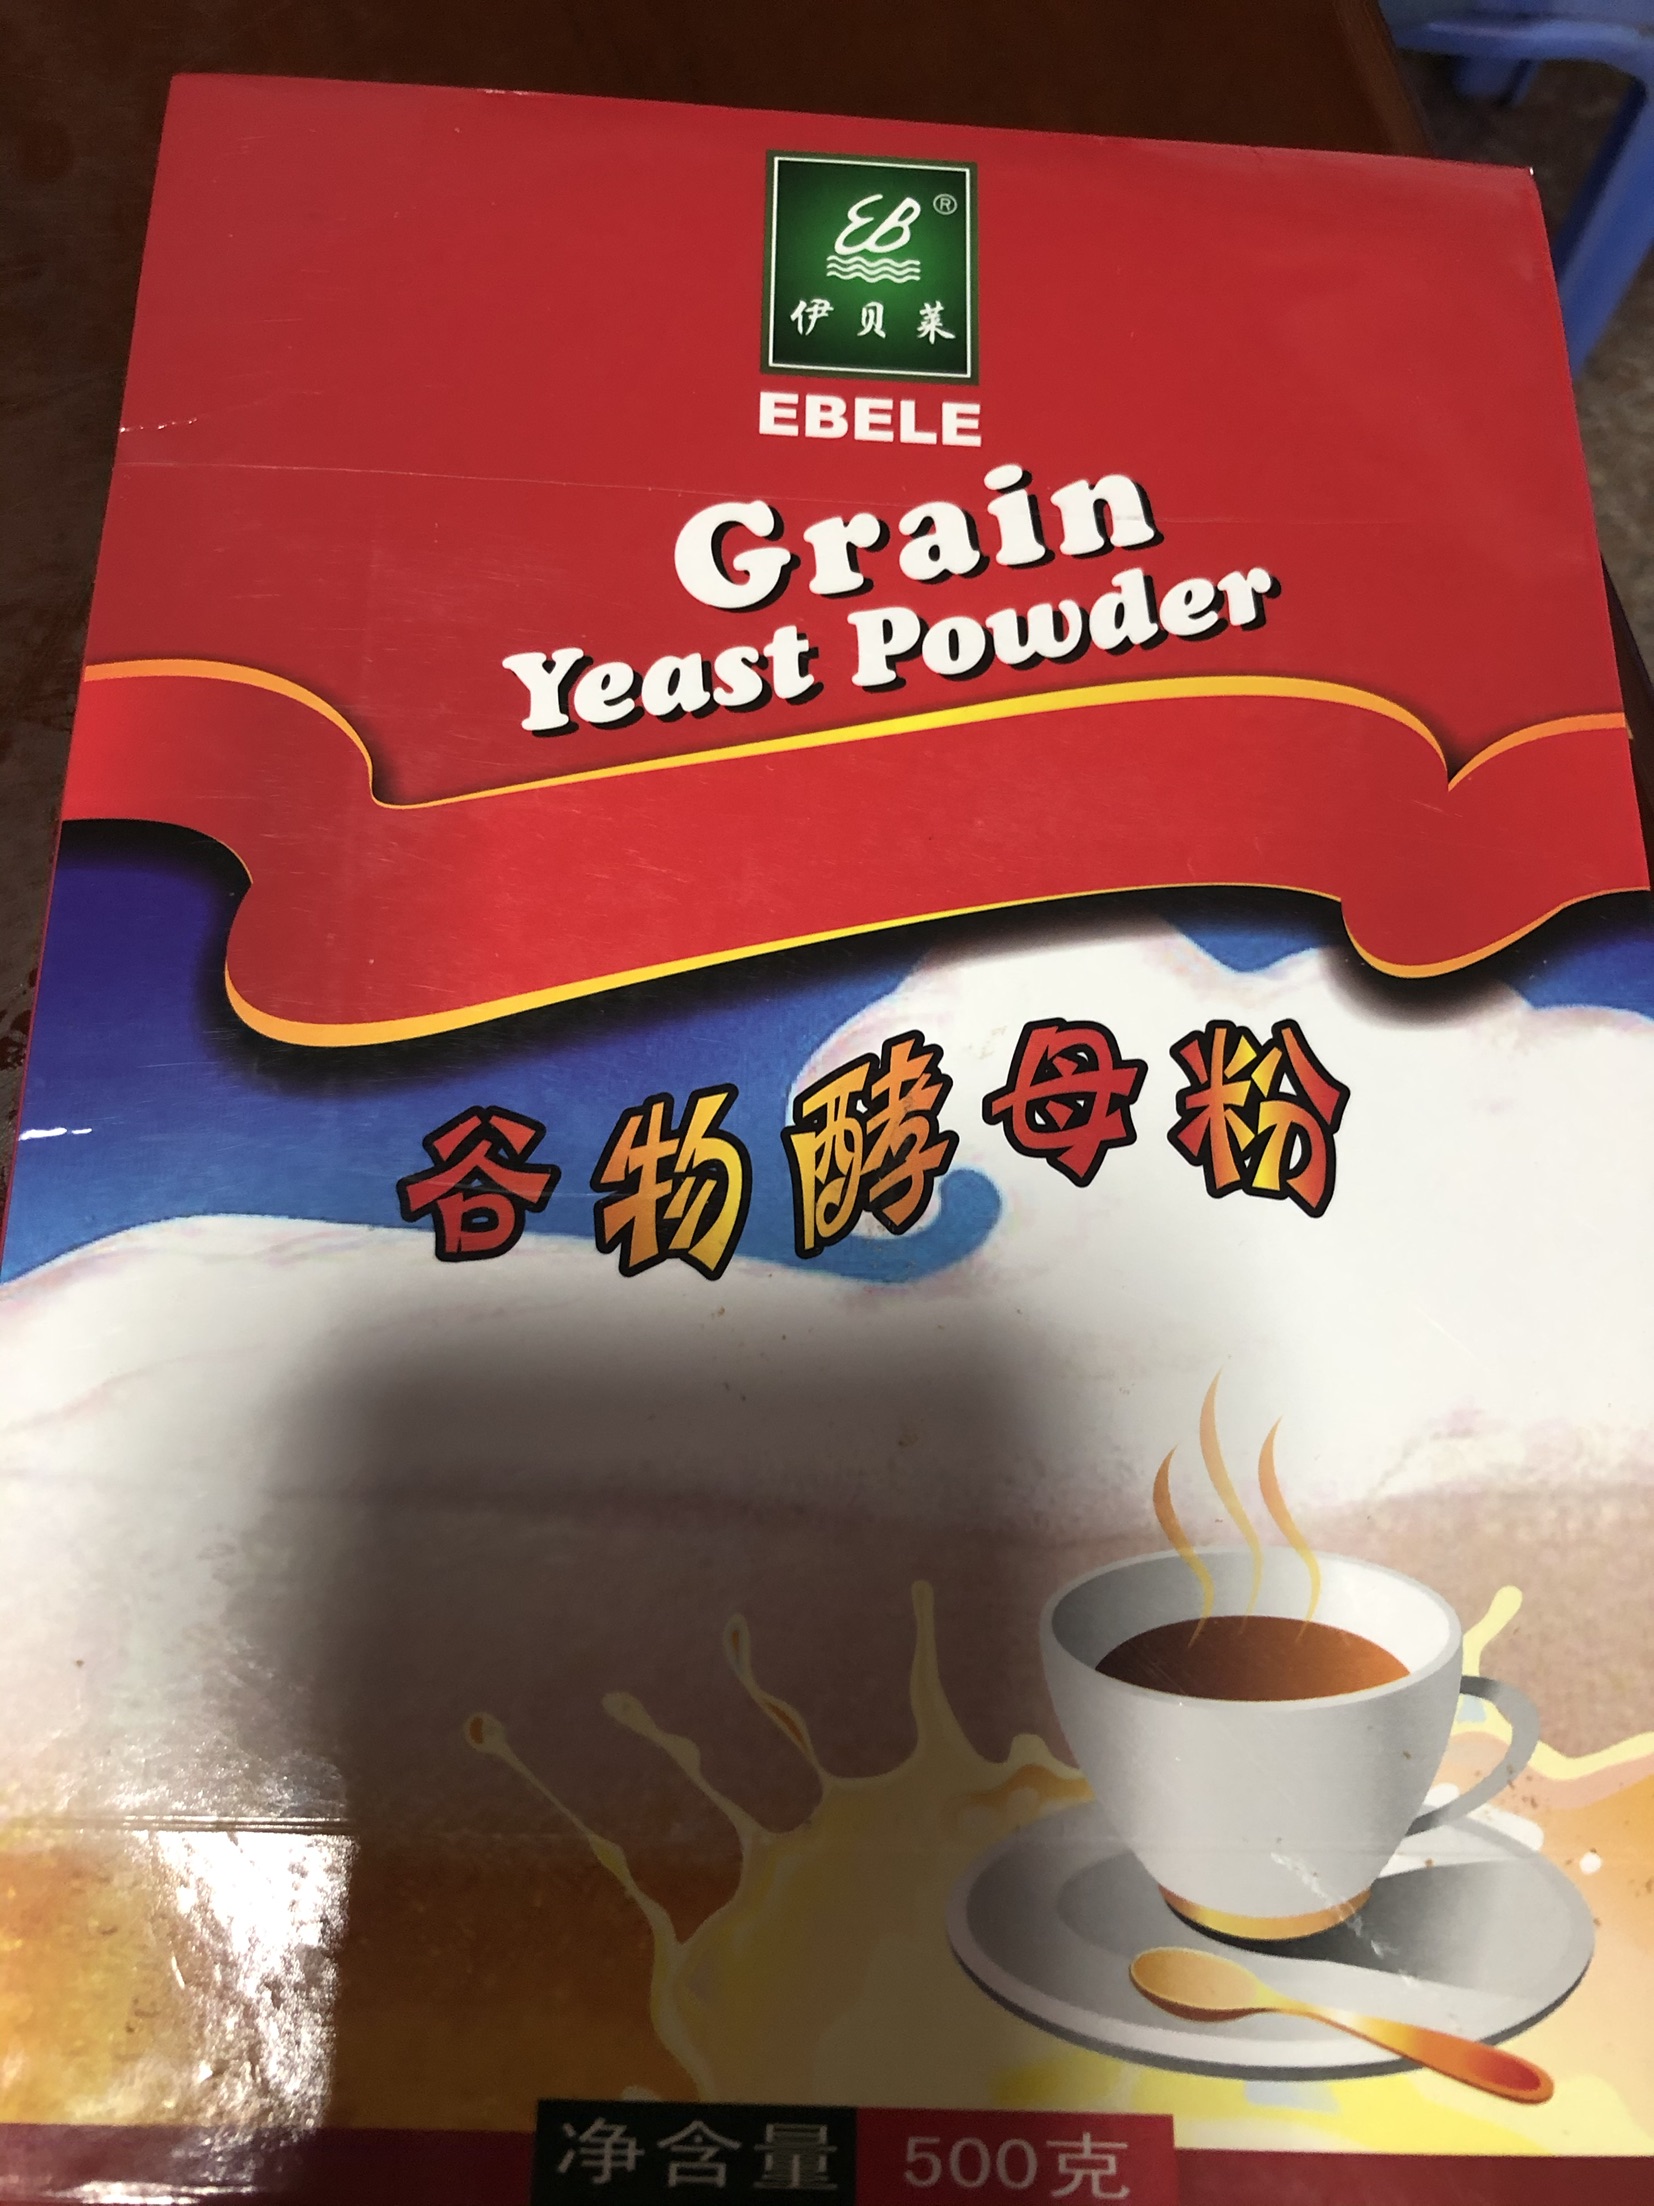 EB®
伊贝莱
EBELE
Grain
Yeast Powder
谷物酵母粉
净含量 500克